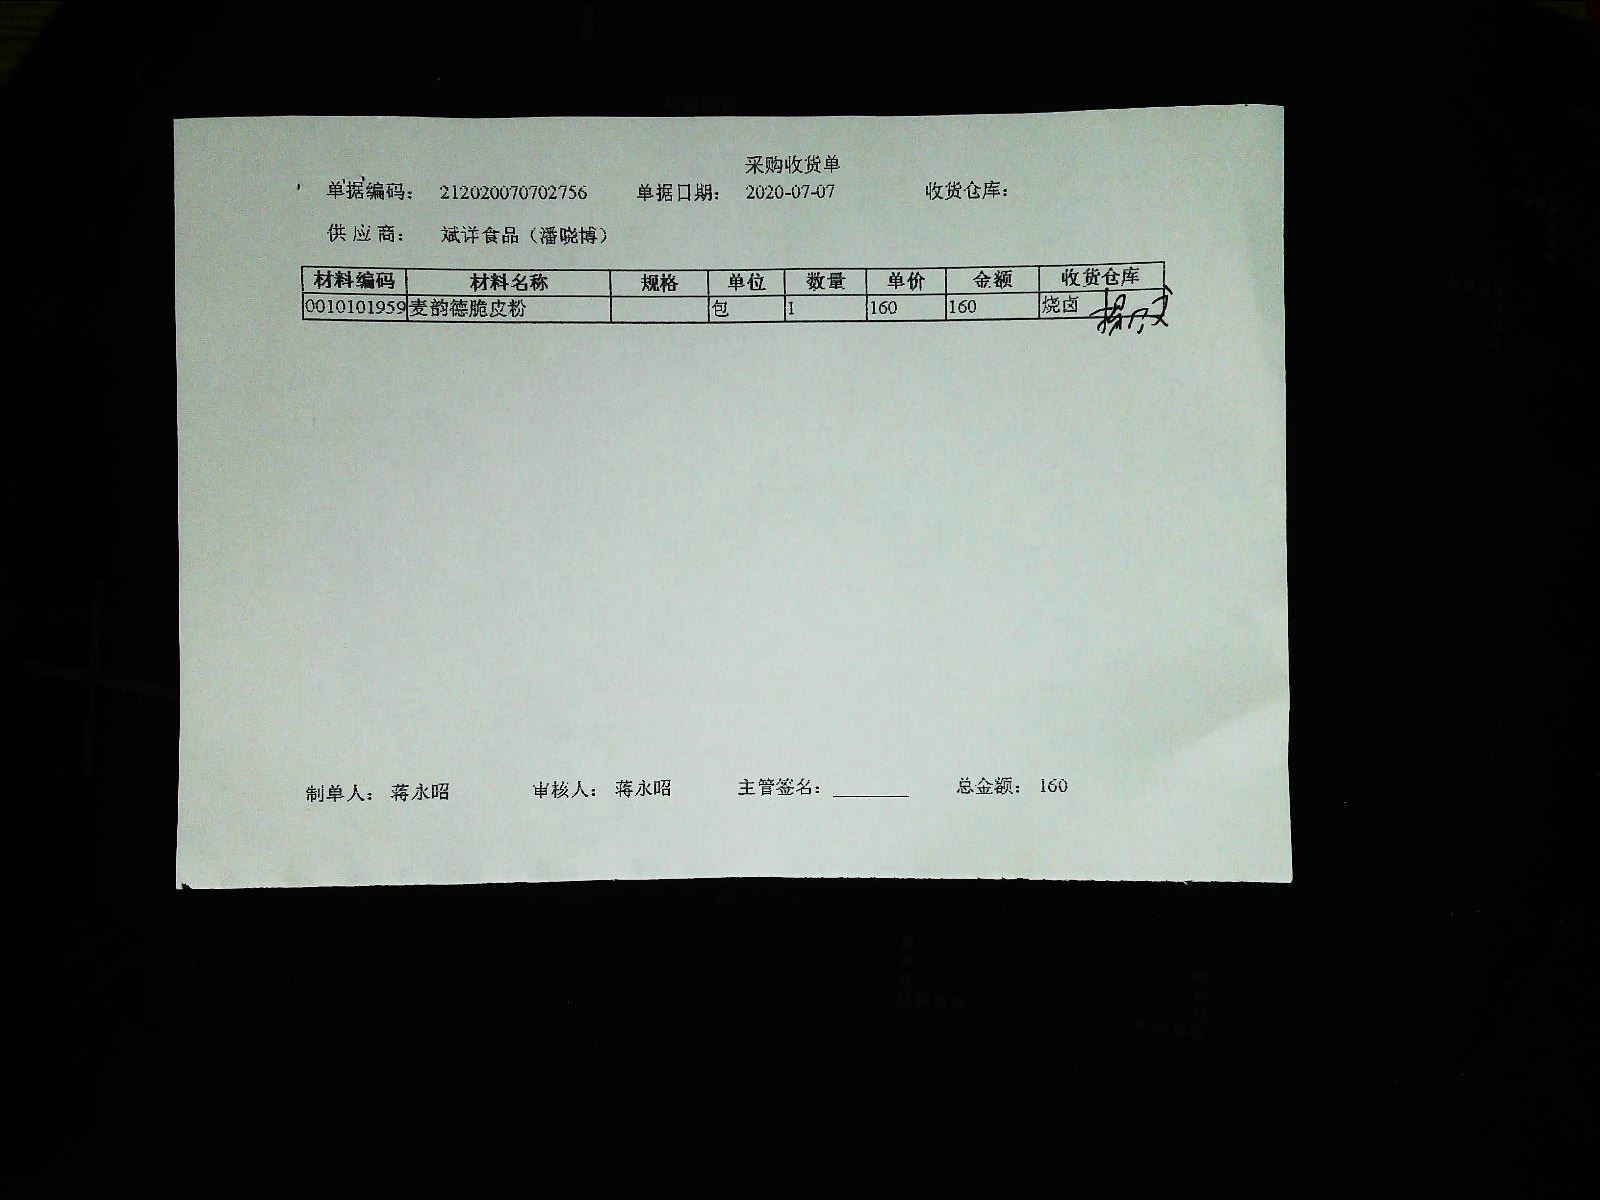 采购收货单
单据编码： 212020070702756 单据日期： 2020-07-07 收货仓库：
供 应 商： 斌详食品（潘晓博）
材料编码 材料名称 规格 单位 数量 单价 金额 收货仓库
0010101959 麦韵德脆皮粉 包 1 160 160 烧卤
制单人： 蒋永昭 审核人： 蒋永昭 主管签名：________ 总金额： 160